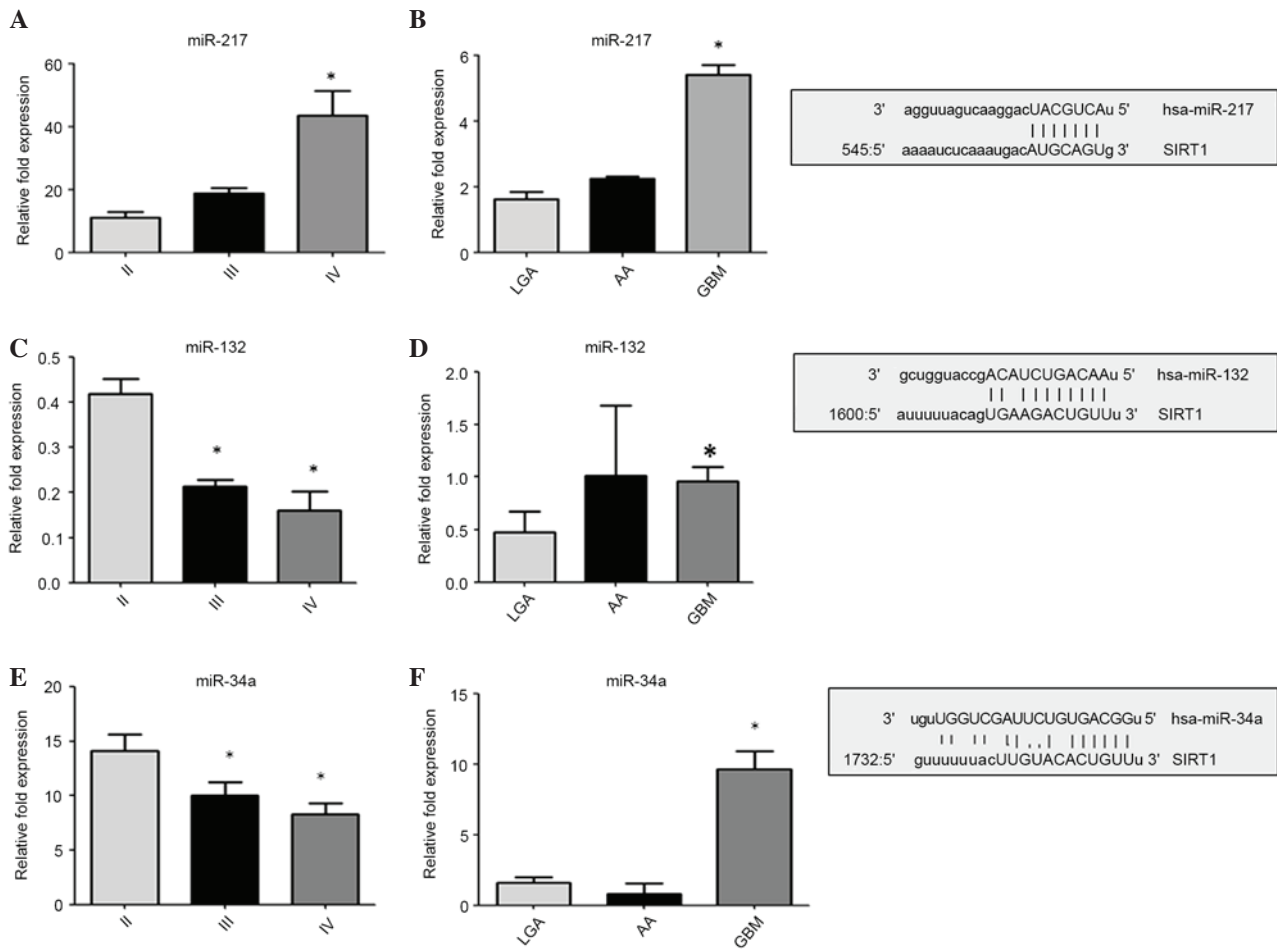 A
miR-217
Relative fold expression
60
40
20
0
II
III
IV
*
B
miR-217
Relative fold expression
6
4
2
0
LGA
AA
GBM
*
3' agguuagucaaggacUACGUCAu 5' hsa-miR-217
545:5' aaaaucucaaaugacAUGCAGUg 3' SIRT1
C
miR-132
Relative fold expression
0.5
0.4
0.3
0.2
0.1
0.0
II
III
IV
*
*
D
miR-132
Relative fold expression
2.0
1.5
1.0
0.5
0.0
LGA
AA
GBM
*
3' gcugguaccgACAUCUGACAAu 5' hsa-miR-132
1600:5' auuuuuacagUGAAGACUGUUu 3' SIRT1
E
miR-34a
Relative fold expression
20
15
10
5
0
II
III
IV
*
*
F
miR-34a
Relative fold expression
15
10
5
0
LGA
AA
GBM
*
3' uguUGGUCGAUUCUGUGACGGu 5' hsa-miR-34a
1732:5' guuuuuuacUUGUACACUGUUu 3' SIRT1